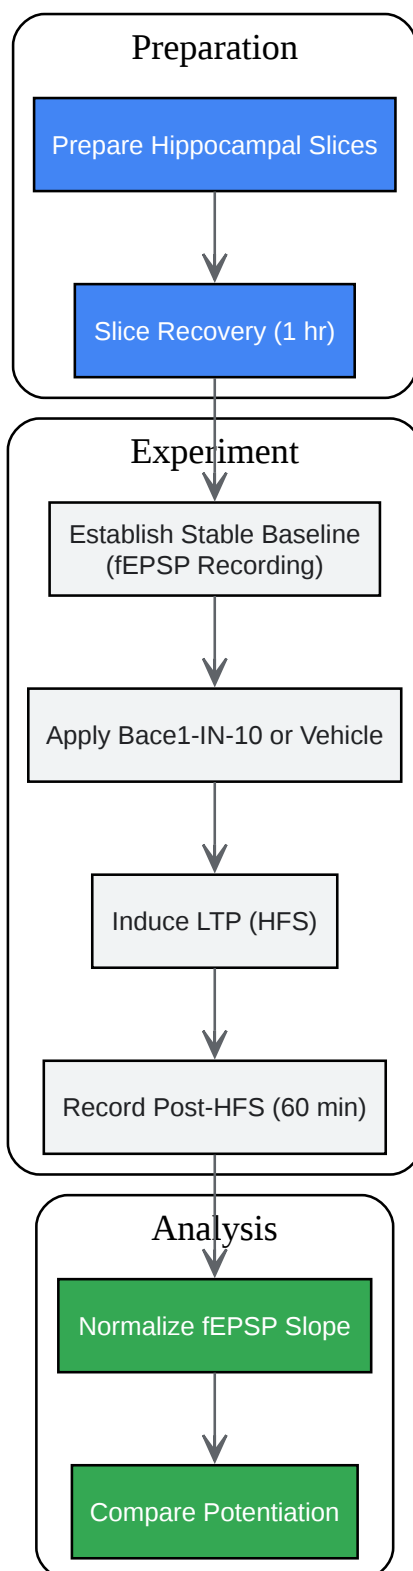 Preparation
Prepare Hippocampal Slices
Slice Recovery (1 hr)
Experiment
Establish Stable Baseline
(fEPSP Recording)
Apply Bace1-IN-10 or Vehicle
Induce LTP (HFS)
Record Post-HFS (60 min)
Analysis
Normalize fEPSP Slope
Compare Potentiation